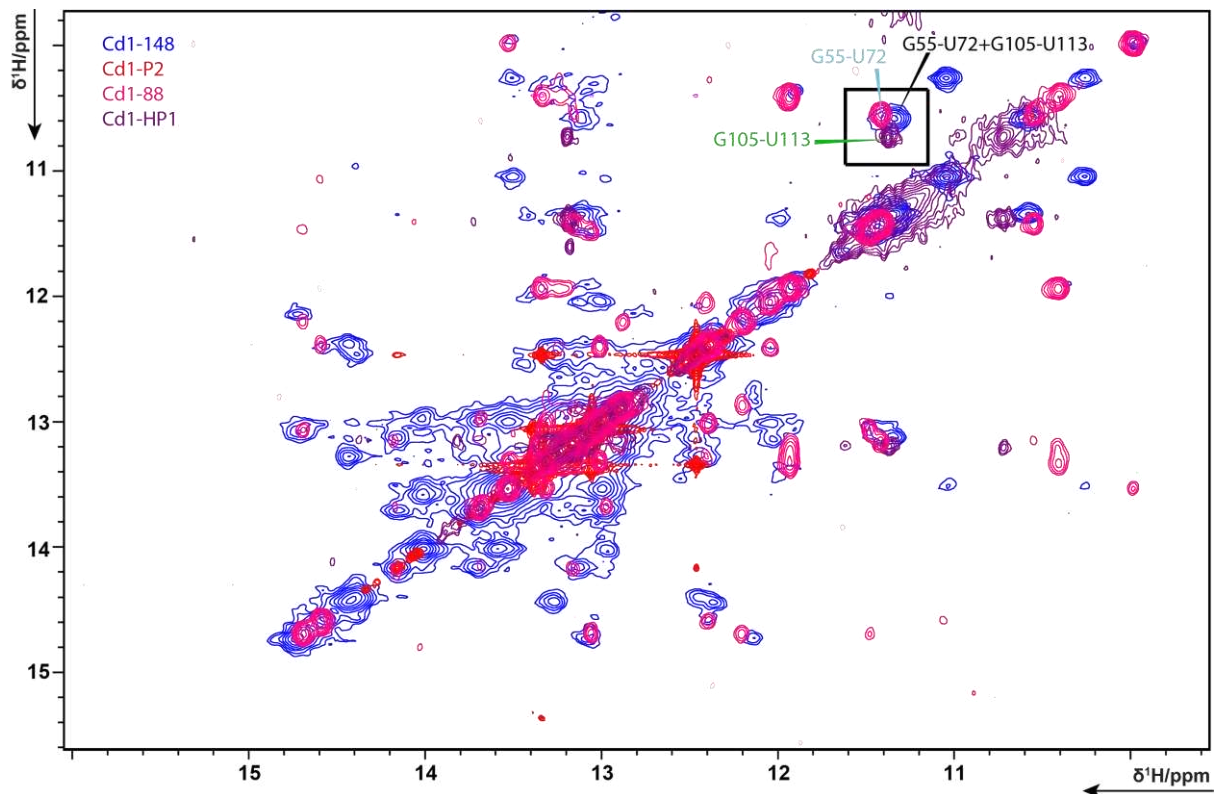 δ¹H/ppm
Cd1-148
Cd1-P2
Cd1-88
Cd1-HP1
G55-U72+G105-U113
G55-U72
G105-U113
11
12
13
14
15
15
14
13
12
11
δ¹H/ppm